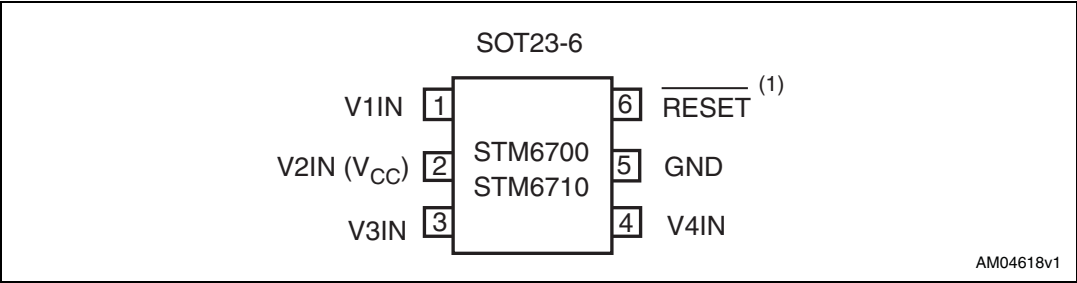 SOT23-6
V1IN 1 6 RESET (1)
V2IN (VCC) 2 STM6700 5 GND
STM6710
V3IN 3 4 V4IN
AM04618v1